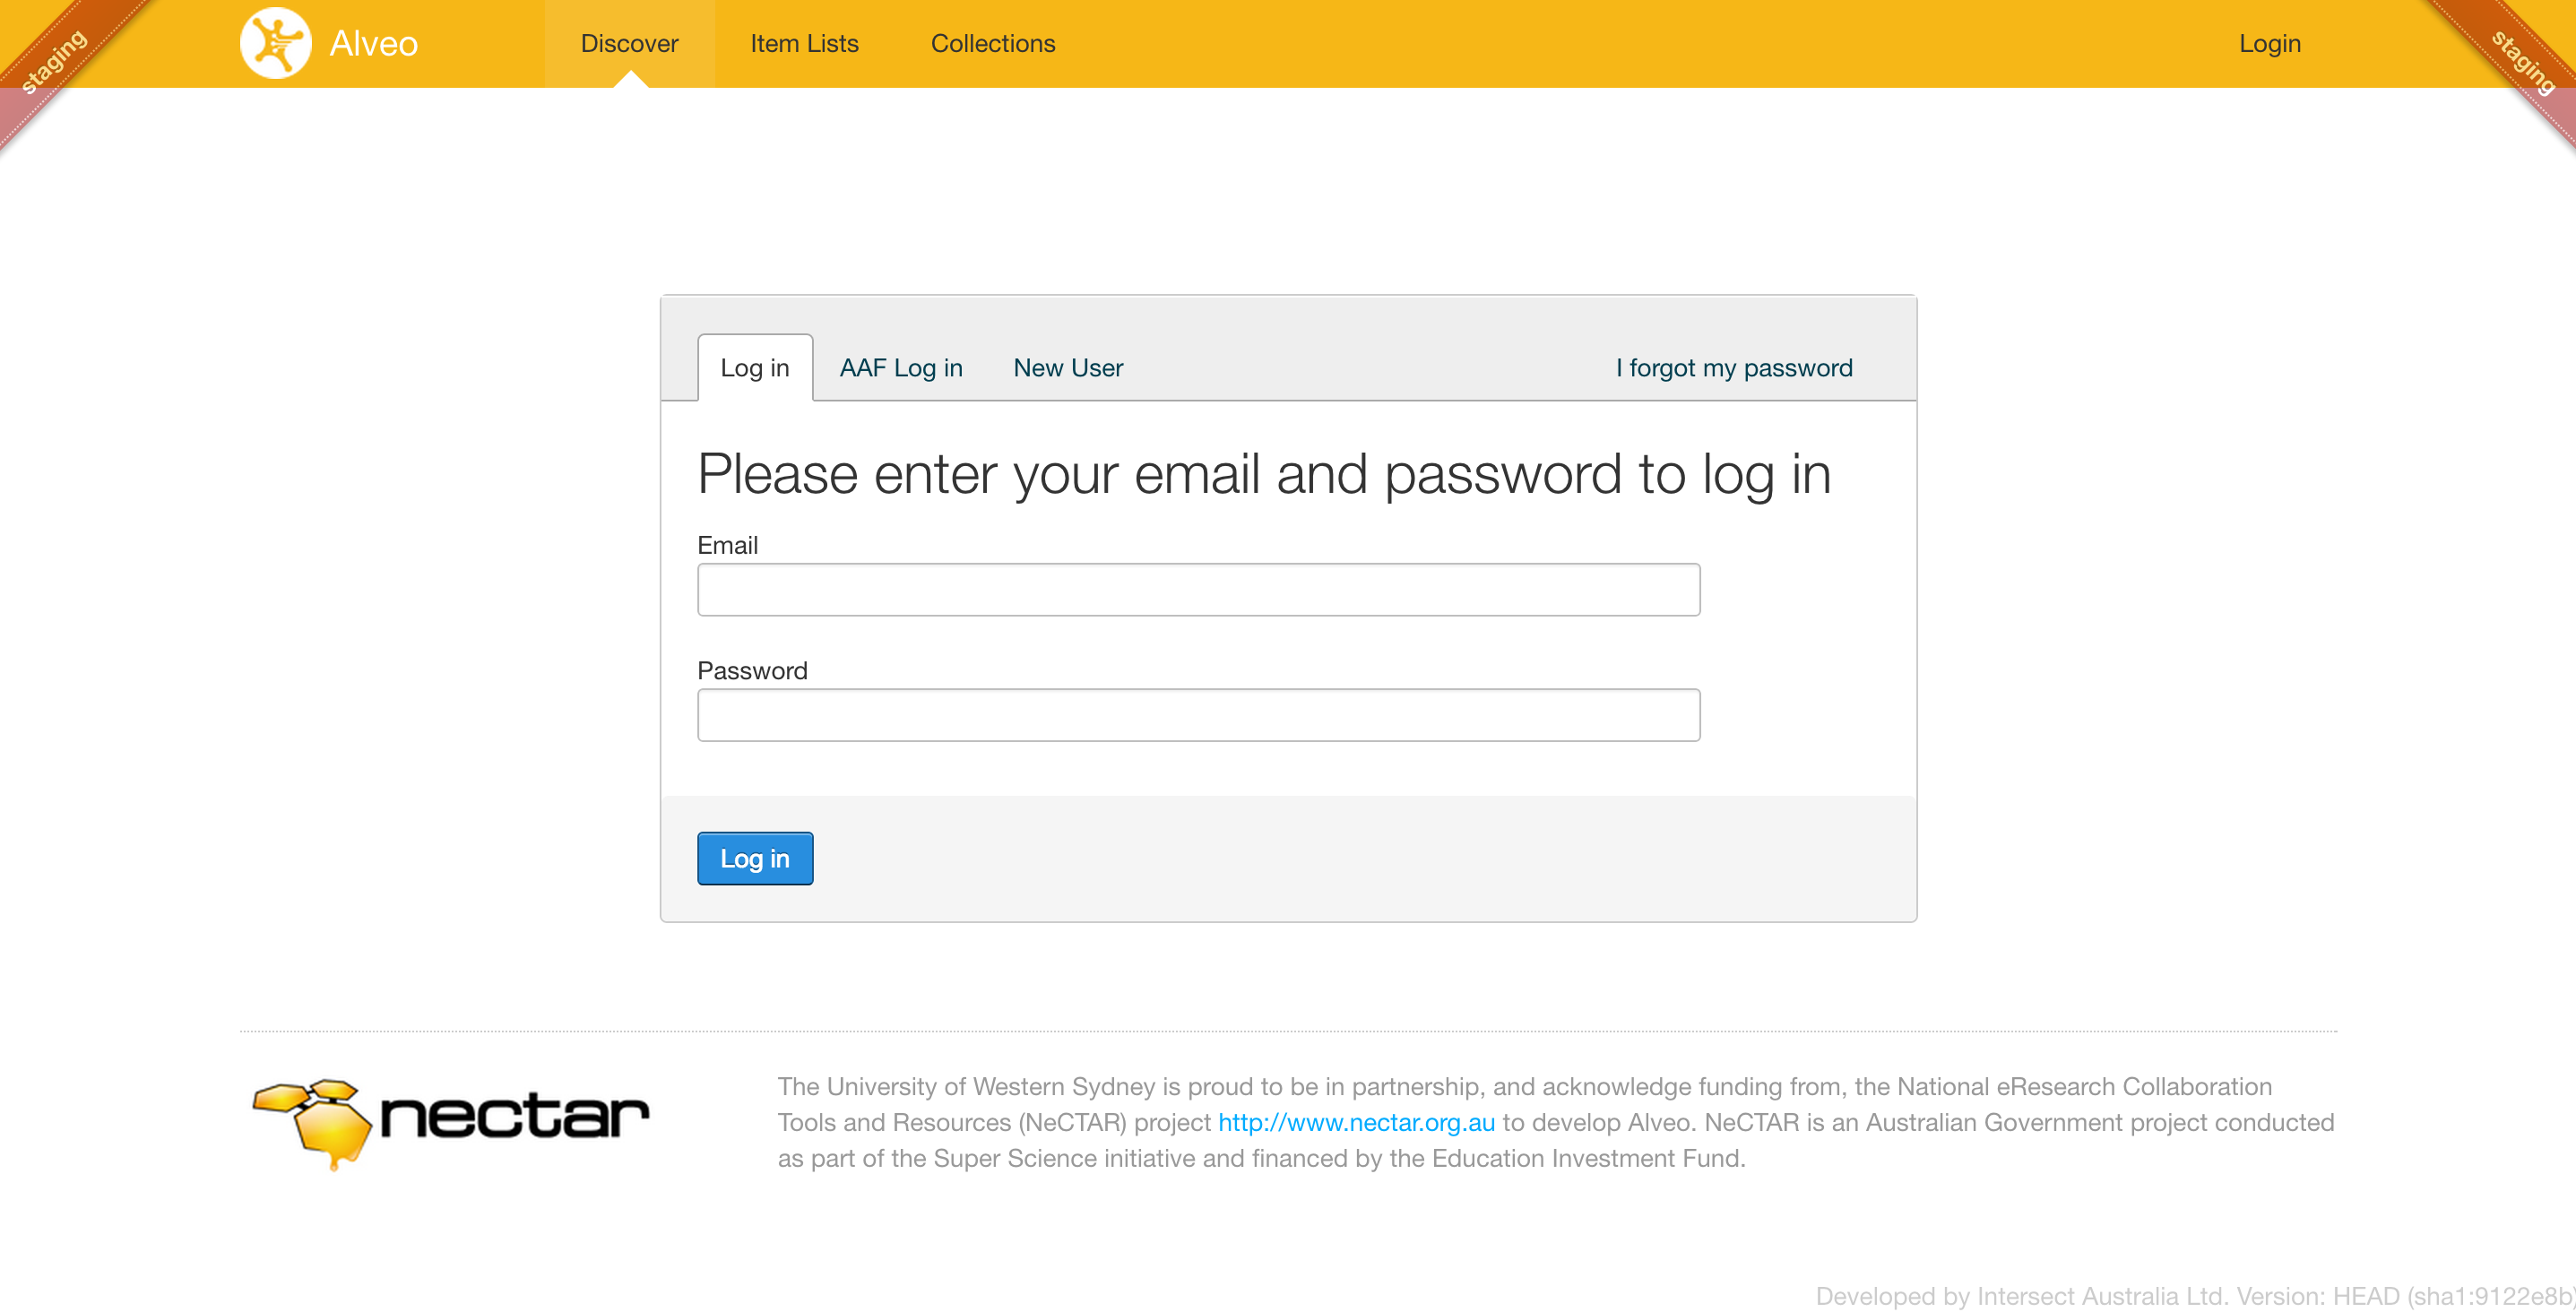 staging
Alveo
Discover
Item Lists
Collections
Login
staging
Log in
AAF Log in
New User
I forgot my password
Please enter your email and password to log in
Email
Password
Log in
nectar
The University of Western Sydney is proud to be in partnership, and acknowledge funding from, the National eResearch Collaboration
Tools and Resources (NeCTAR) project http://www.nectar.org.au to develop Alveo. NeCTAR is an Australian Government project conducted
as part of the Super Science initiative and financed by the Education Investment Fund.
Developed by Intersect Australia Ltd. Version: HEAD (sha1:9122e8b